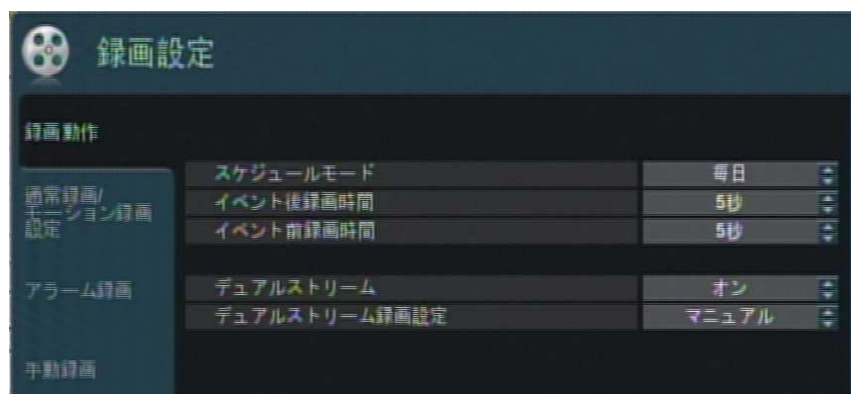 録画設定
録画動作
スケジュールモード 毎日
通常録画/
モーション録画
設定
イベント後録画時間 5秒
イベント前録画時間 5秒
アラーム録画
デュアルストリーム オン
デュアルストリーム録画設定 マニュアル
手動録画